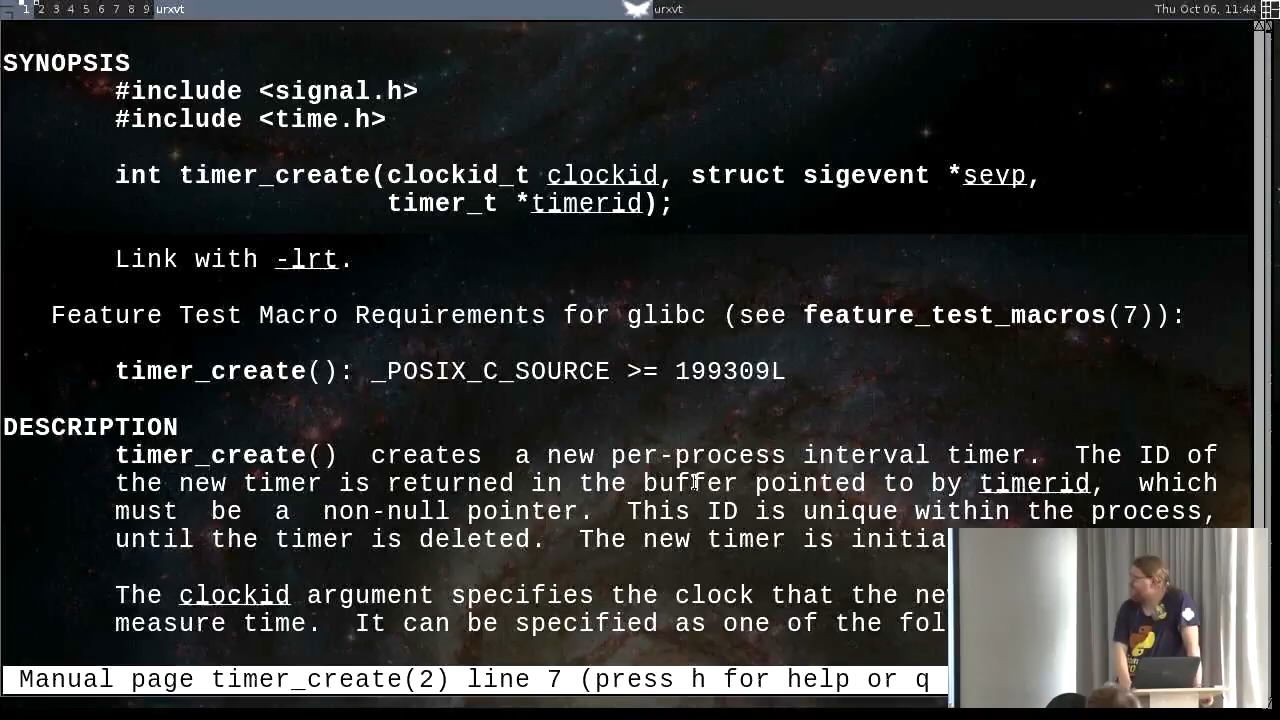 1 2 3 4 5 6 7 8 9 urxvt urxvt Thu Oct 06, 11:44
SYNOPSIS
#include <signal.h>
#include <time.h>
int timer_create(clockid_t clockid, struct sigevent *sevp,
timer_t *timerid);
Link with -lrt.
Feature Test Macro Requirements for glibc (see feature_test_macros(7)):
timer_create(): _POSIX_C_SOURCE >= 199309L
DESCRIPTION
timer_create() creates a new per-process interval timer. The ID of
the new timer is returned in the buffer pointed to by timerid, which
must be a non-null pointer. This ID is unique within the process,
until the timer is deleted. The new timer is initia
The clockid argument specifies the clock that the ne
measure time. It can be specified as one of the fol
Manual page timer_create(2) line 7 (press h for help or q